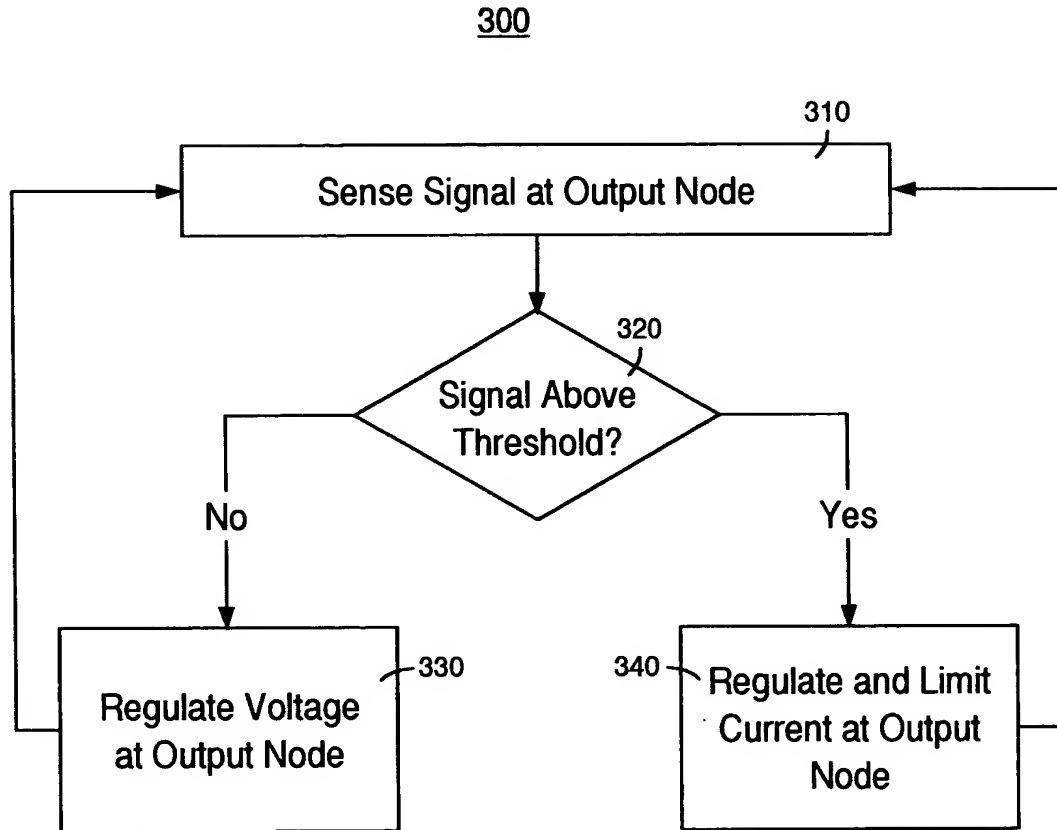 300
310
Sense Signal at Output Node
320
Signal Above
Threshold?
No
Yes
330
Regulate Voltage
at Output Node
340
Regulate and Limit
Current at Output
Node